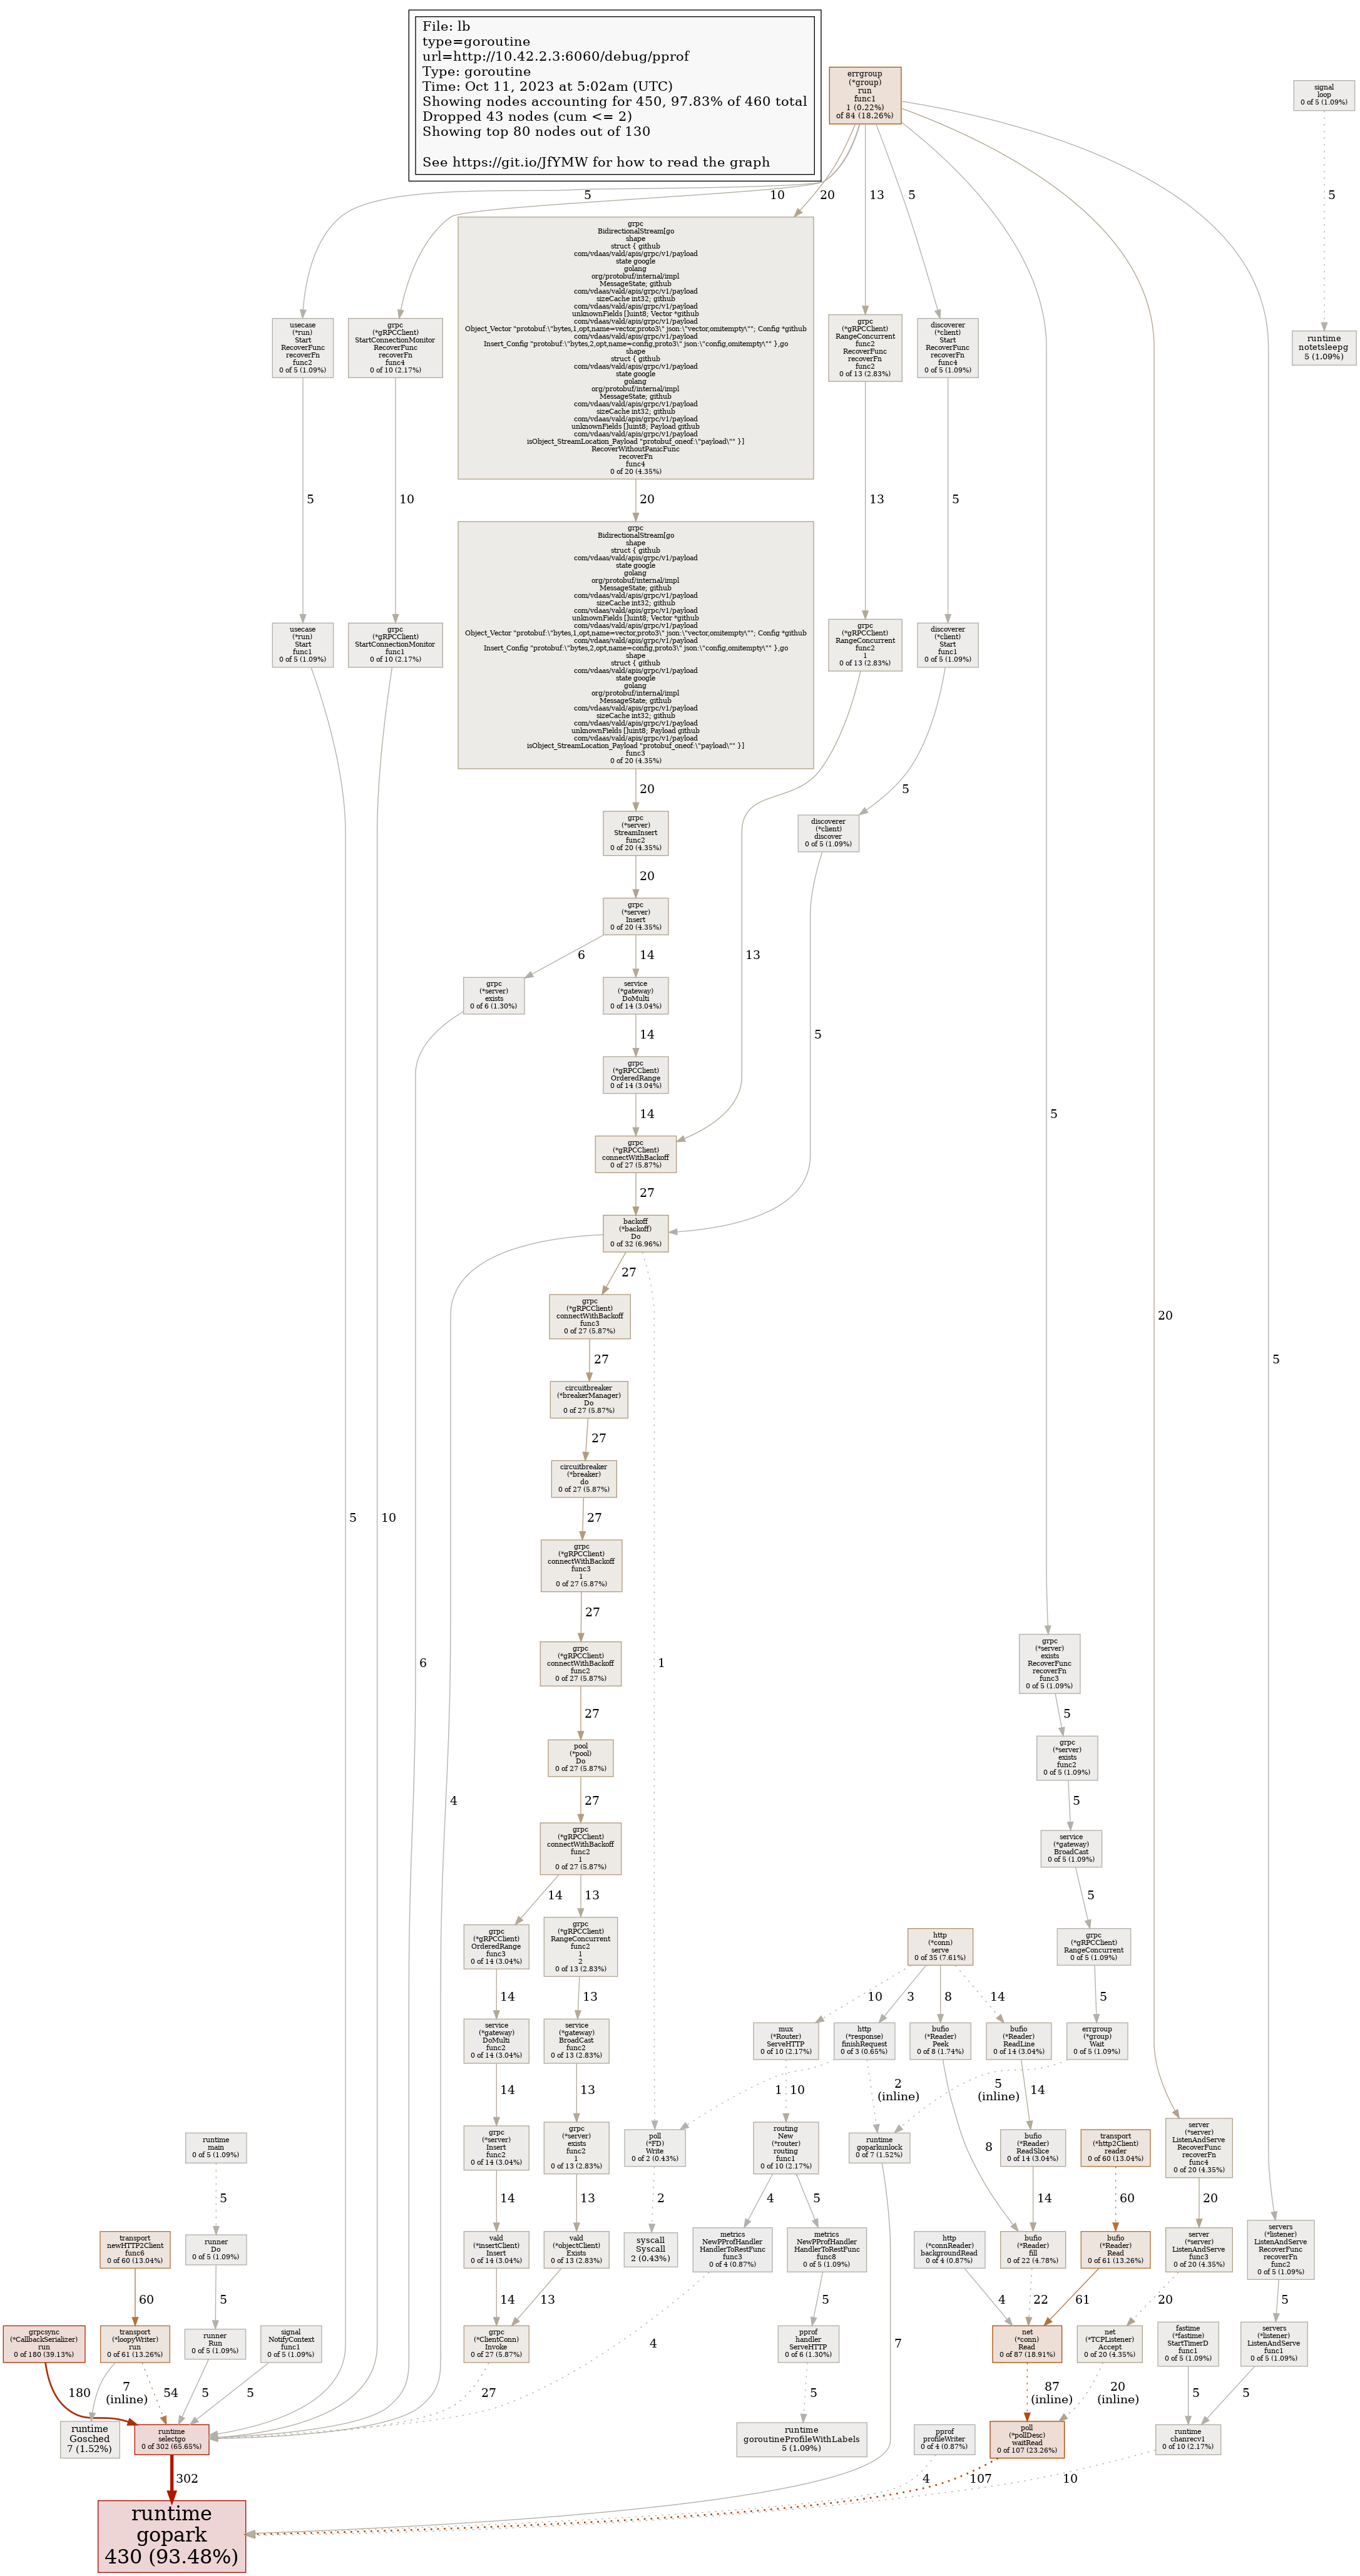 File: lb
type=goroutine
url=http://10.42.2.3:6060/debug/pprof
Type: goroutine
Time: Oct 11, 2023 at 5:02am (UTC)
Showing nodes accounting for 450, 97.83% of 460 total
Dropped 43 nodes (cum <= 2)
Showing top 80 nodes out of 130
See https://git.io/JfYMW for how to read the graph
errgroup
(*group)
run
func1
1 (0.22%)
of 84 (18.26%)
signal
loop
0 of 5 (1.09%)
5
10
20
13
5
5
grpc
BidirectionalStream[go
shape
struct { github
com/vdaas/vald/apis/grpc/v1/payload
state google
golang
org/protobuf/internal/impl
MessageState; github
com/vdaas/vald/apis/grpc/v1/payload
sizeCache int32; github
com/vdaas/vald/apis/grpc/v1/payload
unknownFields []uint8; Vector *github
com/vdaas/vald/apis/grpc/v1/payload
Object_Vector "protobuf:\"bytes,1,opt,name=vector,proto3\" json:\"vector,omitempty\""; Config *github
com/vdaas/vald/apis/grpc/v1/payload
Insert_Config "protobuf:\"bytes,2,opt,name=config,proto3\" json:\"config,omitempty\"" },go
shape
struct { github
com/vdaas/vald/apis/grpc/v1/payload
state google
golang
org/protobuf/internal/impl
MessageState; github
com/vdaas/vald/apis/grpc/v1/payload
sizeCache int32; github
com/vdaas/vald/apis/grpc/v1/payload
unknownFields []uint8; Payload github
com/vdaas/vald/apis/grpc/v1/payload
isObject_StreamLocation_Payload "protobuf_oneof:\"payload\"" }]
RecoverWithoutPanicFunc
recoverFn
func4
0 of 20 (4.35%)
usecase
(*run)
Start
RecoverFunc
recoverFn
func2
0 of 5 (1.09%)
grpc
(*gRPCClient)
StartConnectionMonitor
RecoverFunc
recoverFn
func4
0 of 10 (2.17%)
grpc
(*gRPCClient)
RangeConcurrent
func2
RecoverFunc
recoverFn
func2
0 of 13 (2.83%)
discoverer
(*client)
Start
RecoverFunc
recoverFn
func4
0 of 5 (1.09%)
runtime
notetsleepg
5 (1.09%)
5
10
20
13
5
grpc
BidirectionalStream[go
shape
struct { github
com/vdaas/vald/apis/grpc/v1/payload
state google
golang
org/protobuf/internal/impl
MessageState; github
com/vdaas/vald/apis/grpc/v1/payload
sizeCache int32; github
com/vdaas/vald/apis/grpc/v1/payload
unknownFields []uint8; Vector *github
com/vdaas/vald/apis/grpc/v1/payload
Object_Vector "protobuf:\"bytes,1,opt,name=vector,proto3\" json:\"vector,omitempty\""; Config *github
com/vdaas/vald/apis/grpc/v1/payload
Insert_Config "protobuf:\"bytes,2,opt,name=config,proto3\" json:\"config,omitempty\"" },go
shape
struct { github
com/vdaas/vald/apis/grpc/v1/payload
state google
golang
org/protobuf/internal/impl
MessageState; github
com/vdaas/vald/apis/grpc/v1/payload
sizeCache int32; github
com/vdaas/vald/apis/grpc/v1/payload
unknownFields []uint8; Payload github
com/vdaas/vald/apis/grpc/v1/payload
isObject_StreamLocation_Payload "protobuf_oneof:\"payload\"" }]
func3
0 of 20 (4.35%)
usecase
(*run)
Start
func1
0 of 5 (1.09%)
grpc
(*gRPCClient)
StartConnectionMonitor
func1
0 of 10 (2.17%)
grpc
(*gRPCClient)
RangeConcurrent
func2
1
0 of 13 (2.83%)
discoverer
(*client)
Start
func1
0 of 5 (1.09%)
20
5
grpc
(*server)
StreamInsert
func2
0 of 20 (4.35%)
discoverer
(*client)
discover
0 of 5 (1.09%)
20
grpc
(*server)
Insert
0 of 20 (4.35%)
6
14
13
grpc
(*server)
exists
0 of 6 (1.30%)
service
(*gateway)
DoMulti
0 of 14 (3.04%)
14
5
grpc
(*gRPCClient)
OrderedRange
0 of 14 (3.04%)
14
5
grpc
(*gRPCClient)
connectWithBackoff
0 of 27 (5.87%)
27
backoff
(*backoff)
Do
0 of 32 (6.96%)
27
grpc
(*gRPCClient)
connectWithBackoff
func3
0 of 27 (5.87%)
20
27
5
circuitbreaker
(*breakerManager)
Do
0 of 27 (5.87%)
27
circuitbreaker
(*breaker)
do
0 of 27 (5.87%)
5
10
27
grpc
(*gRPCClient)
connectWithBackoff
func3
1
0 of 27 (5.87%)
27
grpc
(*gRPCClient)
connectWithBackoff
func2
0 of 27 (5.87%)
grpc
(*server)
exists
RecoverFunc
recoverFn
func3
0 of 5 (1.09%)
6
1
27
5
pool
(*pool)
Do
0 of 27 (5.87%)
grpc
(*server)
exists
func2
0 of 5 (1.09%)
4
27
5
grpc
(*gRPCClient)
connectWithBackoff
func2
1
0 of 27 (5.87%)
service
(*gateway)
BroadCast
0 of 5 (1.09%)
14
13
5
grpc
(*gRPCClient)
OrderedRange
func3
0 of 14 (3.04%)
grpc
(*gRPCClient)
RangeConcurrent
func2
1
2
0 of 13 (2.83%)
http
(*conn)
serve
0 of 35 (7.61%)
grpc
(*gRPCClient)
RangeConcurrent
0 of 5 (1.09%)
14
13
10
3
8
14
5
service
(*gateway)
DoMulti
func2
0 of 14 (3.04%)
service
(*gateway)
BroadCast
func2
0 of 13 (2.83%)
mux
(*Router)
ServeHTTP
0 of 10 (2.17%)
http
(*response)
finishRequest
0 of 3 (0.65%)
bufio
(*Reader)
Peek
0 of 8 (1.74%)
bufio
(*Reader)
ReadLine
0 of 14 (3.04%)
errgroup
(*group)
Wait
0 of 5 (1.09%)
14
13
1
10
2
(inline)
5
(inline)
14
grpc
(*server)
Insert
func2
0 of 14 (3.04%)
grpc
(*server)
exists
func2
1
0 of 13 (2.83%)
poll
(*FD)
Write
0 of 2 (0.43%)
routing
New
(*router)
routing
func1
0 of 10 (2.17%)
runtime
goparkunlock
0 of 7 (1.52%)
bufio
(*Reader)
ReadSlice
0 of 14 (3.04%)
transport
(*http2Client)
reader
0 of 60 (13.04%)
server
(*server)
ListenAndServe
RecoverFunc
recoverFn
func4
0 of 20 (4.35%)
runtime
main
0 of 5 (1.09%)
8
5
14
13
2
4
5
14
60
20
transport
newHTTP2Client
func6
0 of 60 (13.04%)
runner
Do
0 of 5 (1.09%)
vald
(*insertClient)
Insert
0 of 14 (3.04%)
vald
(*objectClient)
Exists
0 of 13 (2.83%)
syscall
Syscall
2 (0.43%)
metrics
NewPProfHandler
HandlerToRestFunc
func3
0 of 4 (0.87%)
metrics
NewPProfHandler
HandlerToRestFunc
func8
0 of 5 (1.09%)
http
(*connReader)
backgroundRead
0 of 4 (0.87%)
bufio
(*Reader)
fill
0 of 22 (4.78%)
bufio
(*Reader)
Read
0 of 61 (13.26%)
server
(*server)
ListenAndServe
func3
0 of 20 (4.35%)
servers
(*listener)
ListenAndServe
RecoverFunc
recoverFn
func2
0 of 5 (1.09%)
60
5
14
13
5
4
22
61
20
5
grpcsync
(*CallbackSerializer)
run
0 of 180 (39.13%)
transport
(*loopyWriter)
run
0 of 61 (13.26%)
runner
Run
0 of 5 (1.09%)
signal
NotifyContext
func1
0 of 5 (1.09%)
grpc
(*ClientConn)
Invoke
0 of 27 (5.87%)
4
pprof
handler
ServeHTTP
0 of 6 (1.30%)
7
net
(*conn)
Read
0 of 87 (18.91%)
net
(*TCPListener)
Accept
0 of 20 (4.35%)
fastime
(*fastime)
StartTimerD
func1
0 of 5 (1.09%)
servers
(*listener)
ListenAndServe
func1
0 of 5 (1.09%)
180
7
(inline)
54
5
5
27
5
87
(inline)
20
(inline)
5
5
runtime
Gosched
7 (1.52%)
runtime
selectgo
0 of 302 (65.65%)
runtime
goroutineProfileWithLabels
5 (1.09%)
pprof
profileWriter
0 of 4 (0.87%)
poll
(*pollDesc)
waitRead
0 of 107 (23.26%)
runtime
chanrecv1
0 of 10 (2.17%)
302
4
107
10
runtime
gopark
430 (93.48%)